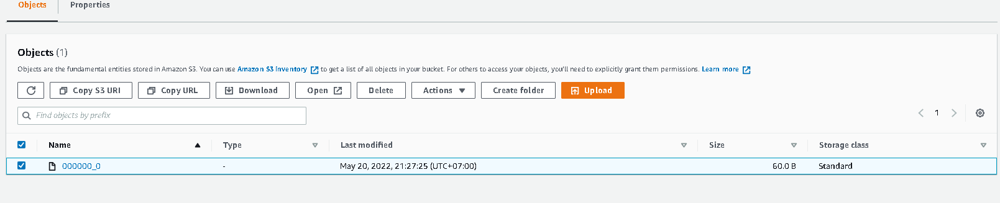 Objects Properties
Objects (1)
Objects are the fundamental entities stored in Amazon S3. You can use Amazon S3 Inventory to get a list of all objects in your bucket. For others to access your objects, you'll need to explicitly grant them permissions. Learn more
Copy S3 URI Copy URL Download Open Delete Actions Create folder Upload
Find objects by prefix 1
Name Type Last modified Size Storage class
000000_0 - May 20, 2022, 21:27:25 (UTC+07:00) 60.0 B Standard